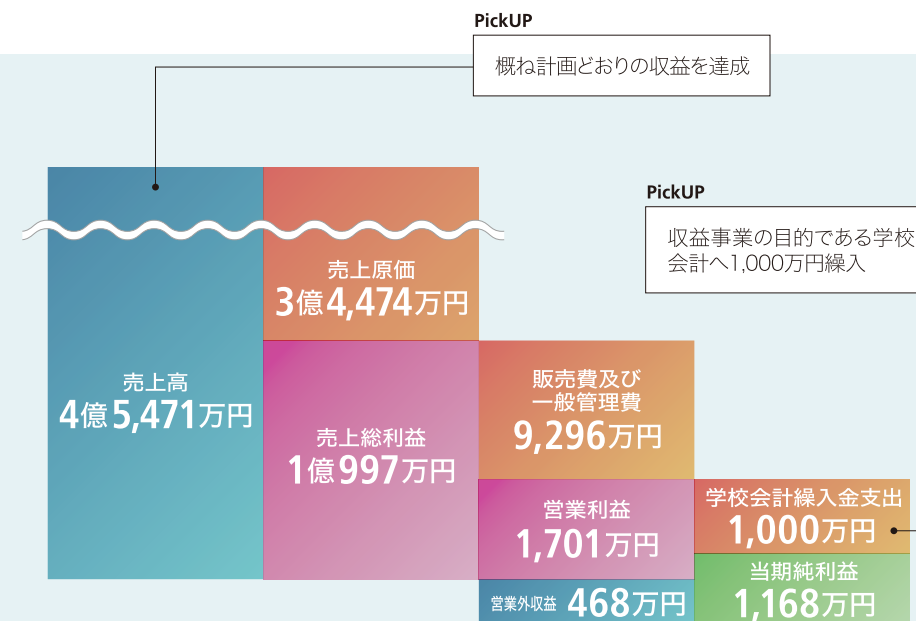 PickUP
概ね計画どおりの収益を達成
PickUP
収益事業の目的である学校
会計へ1,000万円繰入
売上高
4億5,471万円
売上原価
3億4,474万円
売上総利益
1億997万円
販売費及び
一般管理費
9,296万円
営業利益
1,701万円
営業外収益 468万円
学校会計繰入金支出
1,000万円
当期純利益
1,168万円